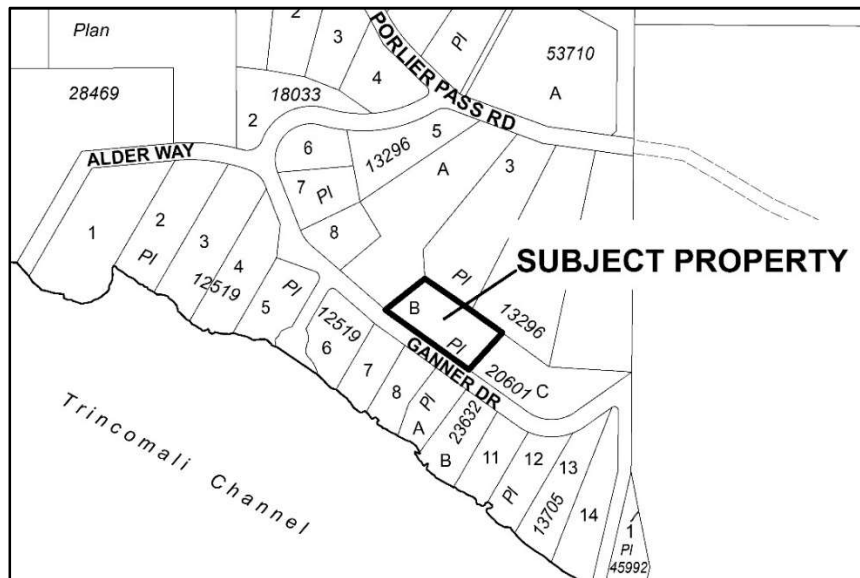 Plan
2
3
Pl
53710
28469
18033
4
A
PORLIER PASS RD
2
5
ALDER WAY
6
13296
3
7
Pl
A
1
2
8
Pl
3
4
12519
Pl
5
Pl
SUBJECT PROPERTY
B
Pl
13296
12519
6
GANNER DR
7
8
20601
C
Pl
A
23632
B
11
12
13
Pl
13705
14
1
Pl
45992
Trincomali Channel